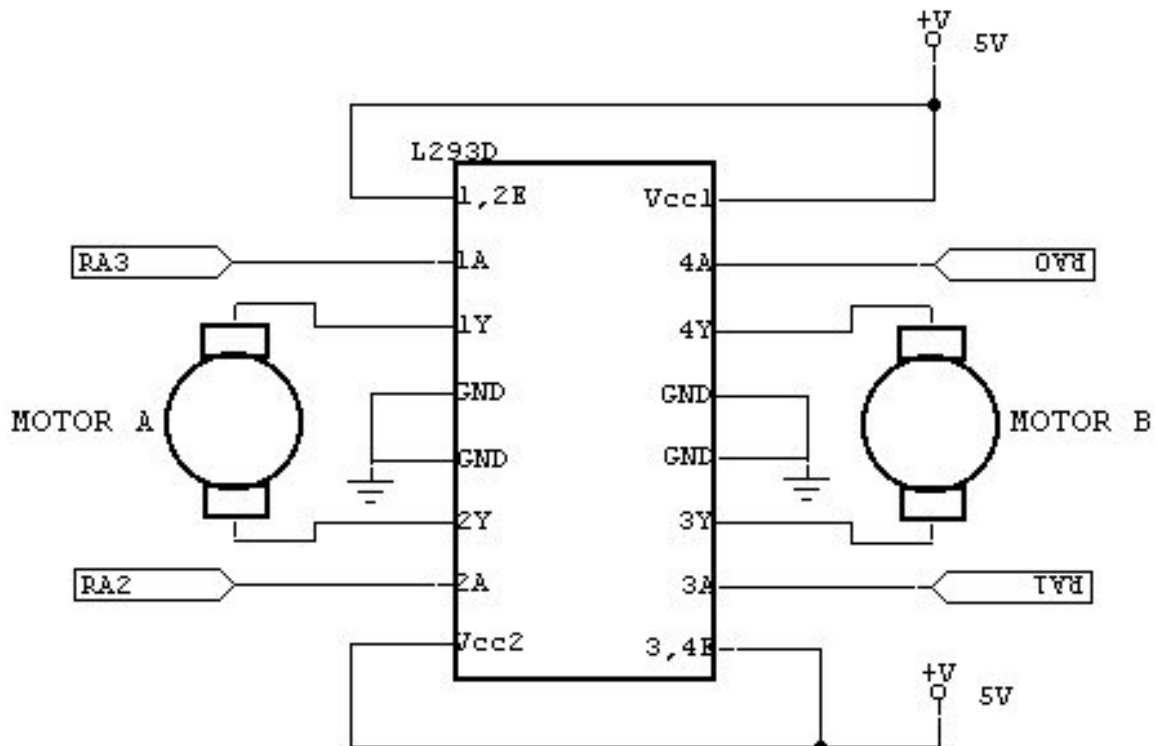 +V
5V
L293D
1,2E
Vcc1
RA3
1A
4A
RA0
1Y
4Y
GND
GND
MOTOR A
MOTOR B
GND
GND
2Y
3Y
RA2
2A
3A
RA1
Vcc2
3,4E
+V
5V